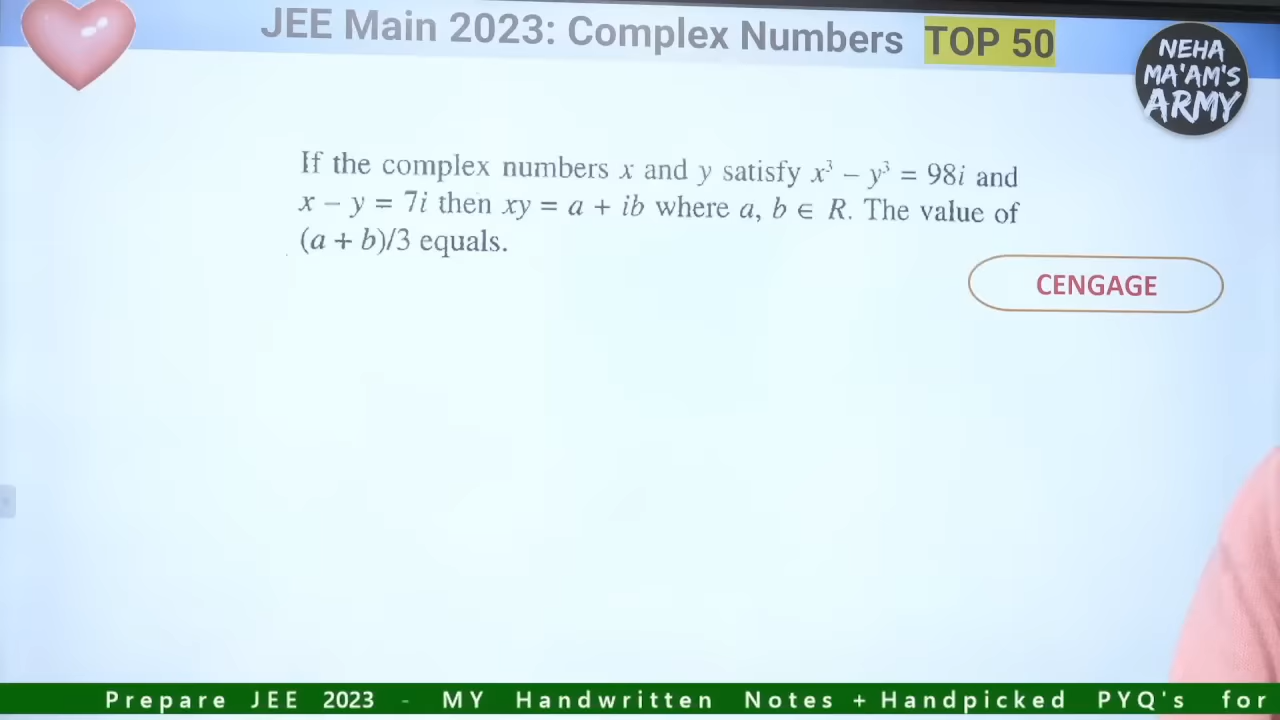 JEE Main 2023: Complex Numbers TOP 50
NEHA
MA'AM'S
ARMY
If the complex numbers x and y satisfy x³ – y³ = 98i and
x – y = 7i then xy = a + ib where a, b ∈ R. The value of
(a + b)/3 equals.
CENGAGE
Prepare JEE 2023 - MY Handwritten Notes + Handpicked PYQ's for